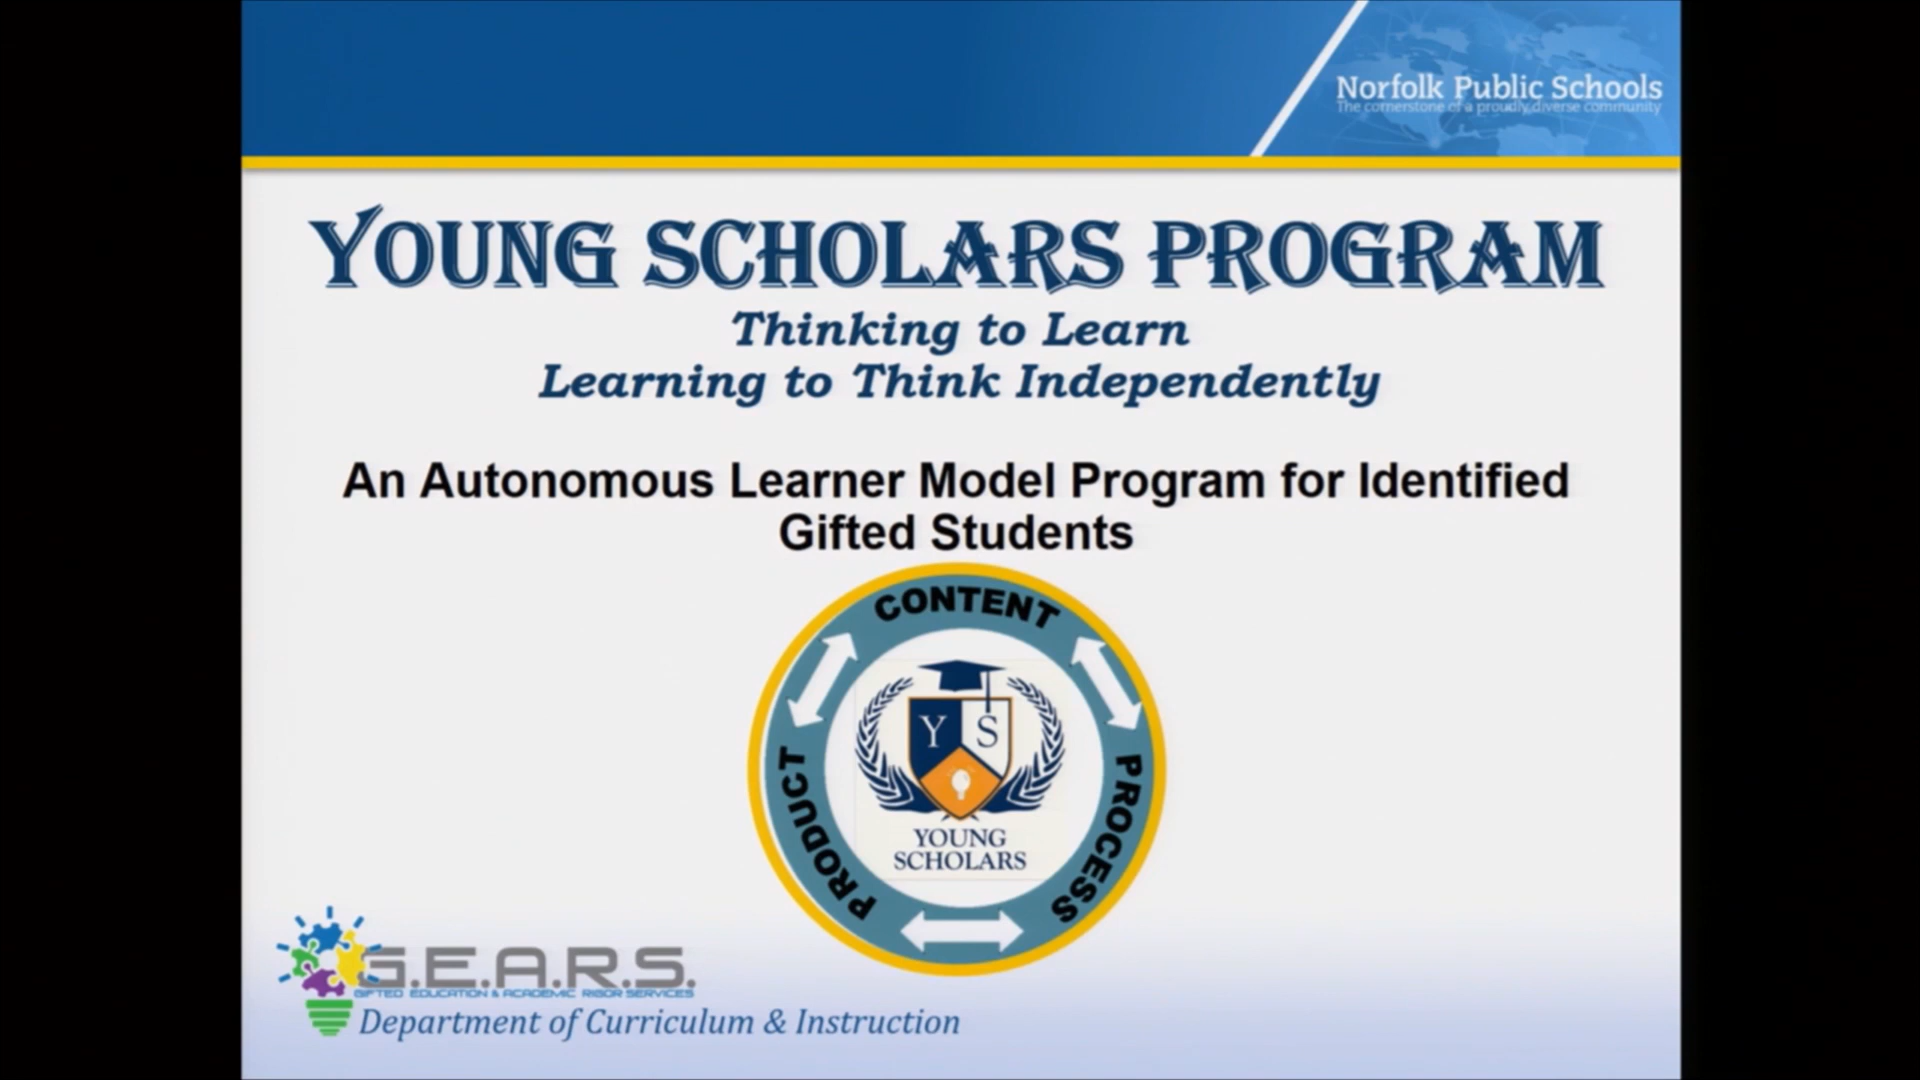 Norfolk Public Schools
The cornerstone of a proudly diverse community
YOUNG SCHOLARS PROGRAM
Thinking to Learn
Learning to Think Independently
An Autonomous Learner Model Program for Identified
Gifted Students
CONTENT
PRODUCT
PROCESS
Y S
YOUNG
SCHOLARS
G.E.A.R.S.
GIFTED EDUCATION & ACADEMIC RIGOR SERVICES
Department of Curriculum & Instruction